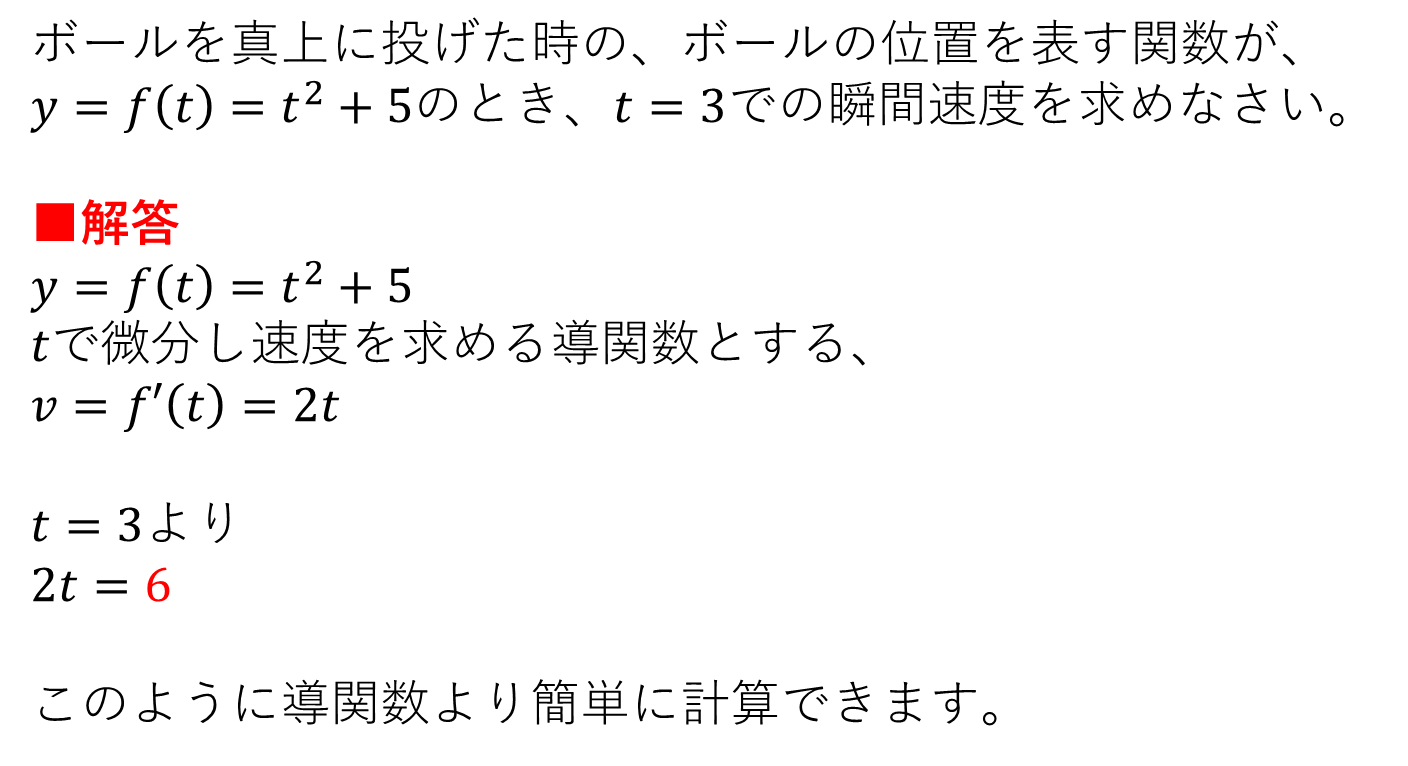 ボールを真上に投げた時の、ボールの位置を表す関数が、
y = f(t) = t² + 5のとき、t = 3での瞬間速度を求めなさい。
■解答
y = f(t) = t² + 5
tで微分し速度を求める導関数とする、
v = f′(t) = 2t
t = 3より
2t = 6
このように導関数より簡単に計算できます。